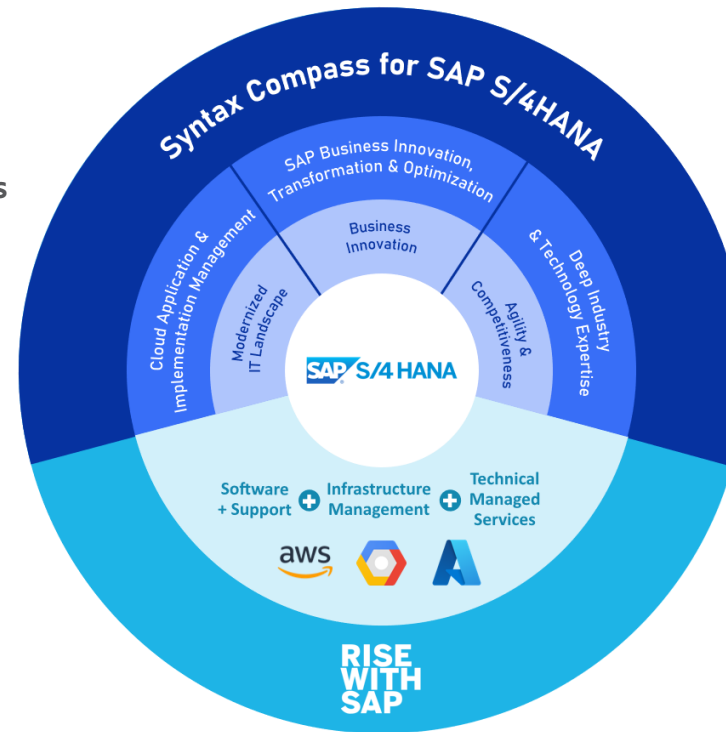 Syntax Compass for SAP S/4HANA
s
SAP Business Innovation,
Transformation & Optimization
Cloud Application &
Implementation Management
Deep Industry
& Technology Expertise
Business
Innovation
Modernized
IT Landscape
Agility &
Competitiveness
SAP S/4HANA
Software
+ Support
Infrastructure
Management
Technical
Managed
Services
aws
RISE
WITH
SAP